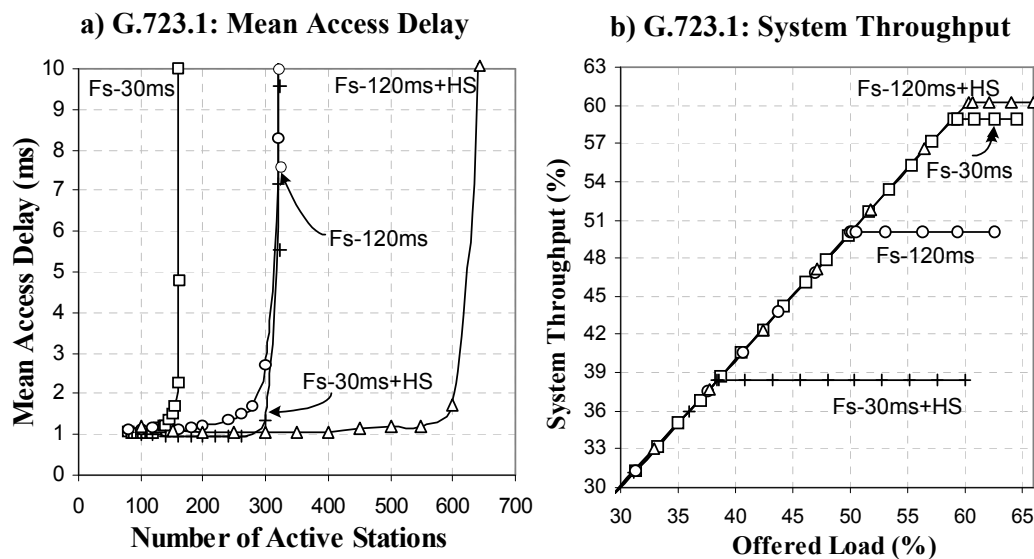 a) G.723.1: Mean Access Delay
Mean Access Delay (ms)
10
9
8
7
6
5
4
3
2
1
0
Fs-30ms
Fs-120ms+HS
Fs-120ms
Fs-30ms+HS
0
100
200
300
400
500
600
700
Number of Active Stations
b) G.723.1: System Throughput
System Throughput (%)
63
60
57
54
51
48
45
42
39
36
33
30
Fs-120ms+HS
Fs-30ms
Fs-120ms
Fs-30ms+HS
30
35
40
45
50
55
60
65
Offered Load (%)